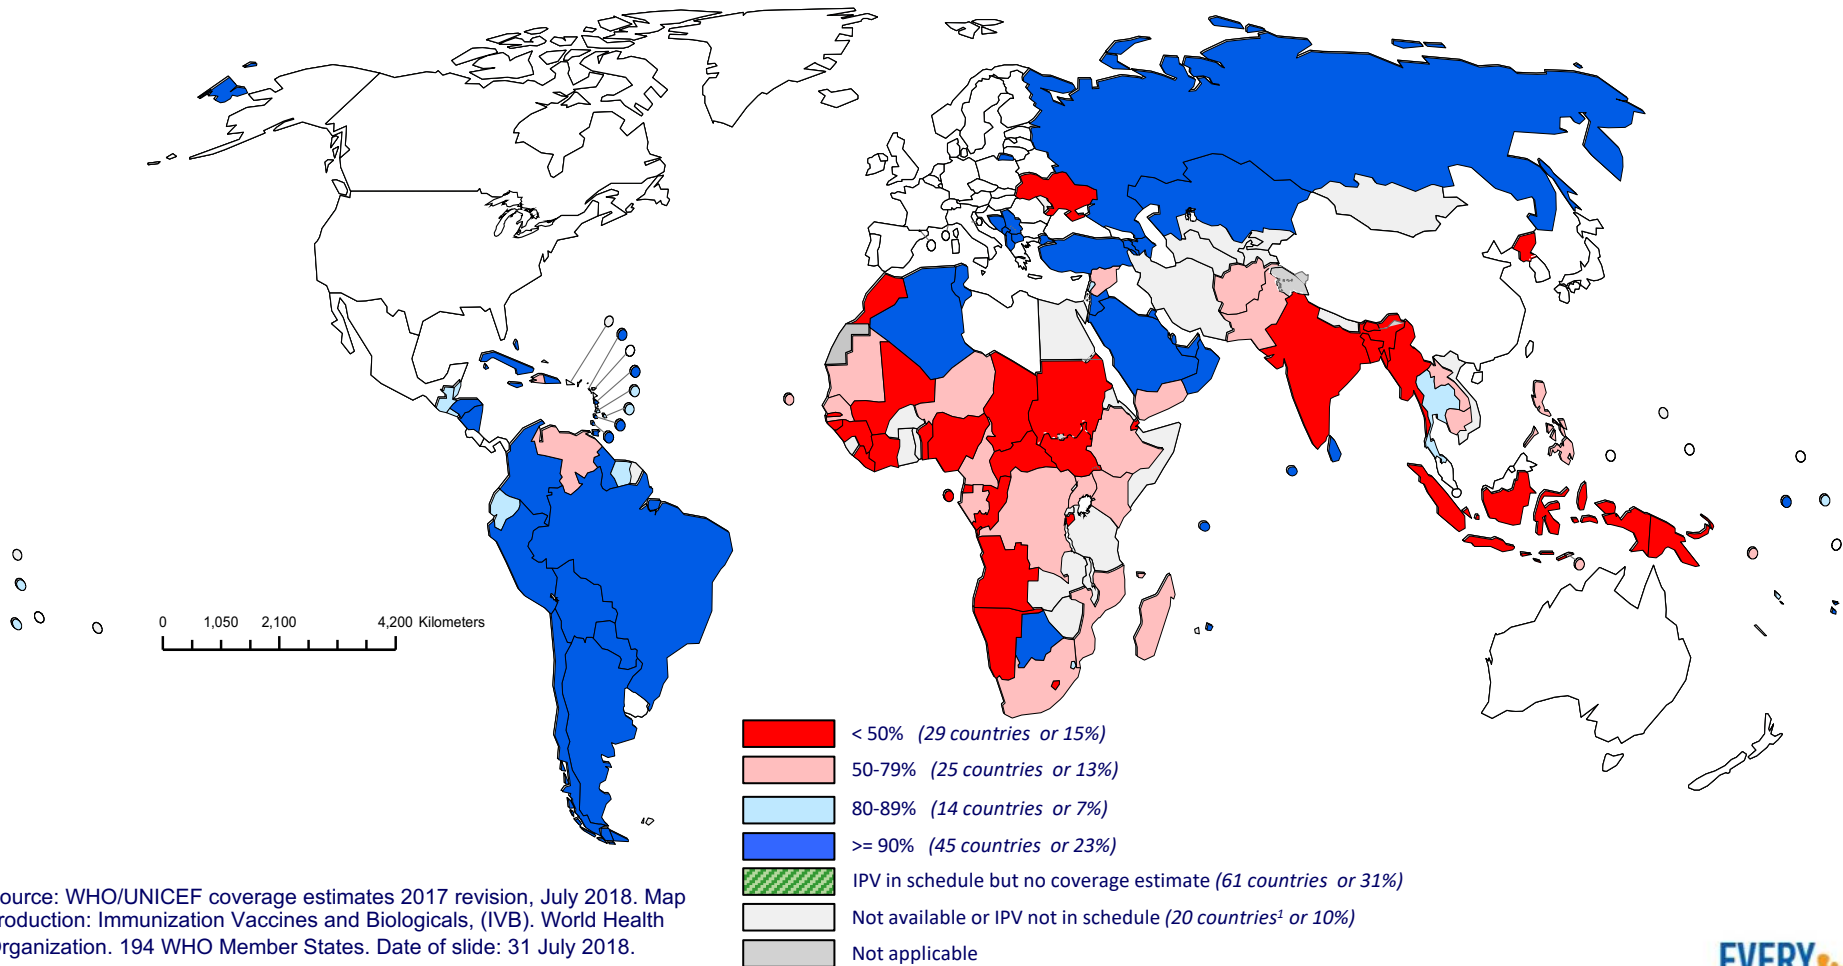 0 1,050 2,100 4,200 Kilometers
< 50% (29 countries or 15%)
50-79% (25 countries or 13%)
80-89% (14 countries or 7%)
>= 90% (45 countries or 23%)
IPV in schedule but no coverage estimate (61 countries or 31%)
Not available or IPV not in schedule (20 countries¹ or 10%)
Not applicable
ource: WHO/UNICEF coverage estimates 2017 revision, July 2018. Map
roduction: Immunization Vaccines and Biologicals, (IVB). World Health
rganization. 194 WHO Member States. Date of slide: 31 July 2018.
EVERY